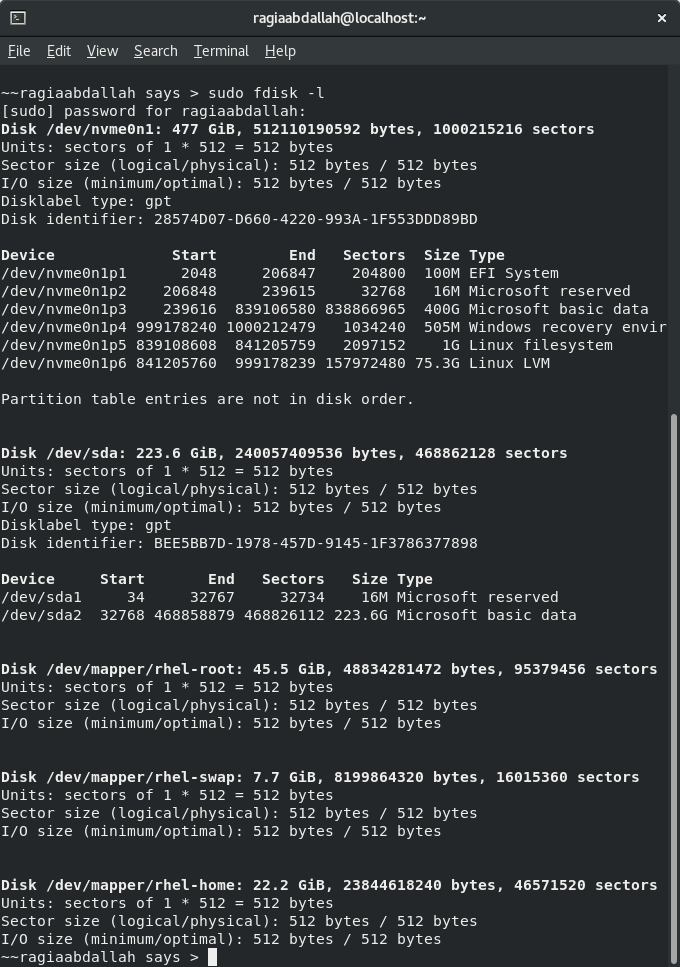 ragiaabdallah@localhost:~
File Edit View Search Terminal Help
~~ragiaabdallah says > sudo fdisk -l
[sudo] password for ragiaabdallah:
Disk /dev/nvme0n1: 477 GiB, 512110190592 bytes, 1000215216 sectors
Units: sectors of 1 * 512 = 512 bytes
Sector size (logical/physical): 512 bytes / 512 bytes
I/O size (minimum/optimal): 512 bytes / 512 bytes
Disklabel type: gpt
Disk identifier: 28574D07-D660-4220-993A-1F553DDD89BD
Device             Start        End   Sectors  Size Type
/dev/nvme0n1p1      2048     206847    204800  100M EFI System
/dev/nvme0n1p2    206848     239615     32768   16M Microsoft reserved
/dev/nvme0n1p3    239616  839106580 838866965  400G Microsoft basic data
/dev/nvme0n1p4 999178240 1000212479   1034240  505M Windows recovery envir
/dev/nvme0n1p5 839108608  841205759   2097152    1G Linux filesystem
/dev/nvme0n1p6 841205760  999178239 157972480 75.3G Linux LVM
Partition table entries are not in disk order.
Disk /dev/sda: 223.6 GiB, 240057409536 bytes, 468862128 sectors
Units: sectors of 1 * 512 = 512 bytes
Sector size (logical/physical): 512 bytes / 512 bytes
I/O size (minimum/optimal): 512 bytes / 512 bytes
Disklabel type: gpt
Disk identifier: BEE5BB7D-1978-457D-9145-1F3786377898
Device     Start       End   Sectors   Size Type
/dev/sda1     34     32767     32734    16M Microsoft reserved
/dev/sda2  32768 468858879 468826112 223.6G Microsoft basic data
Disk /dev/mapper/rhel-root: 45.5 GiB, 48834281472 bytes, 95379456 sectors
Units: sectors of 1 * 512 = 512 bytes
Sector size (logical/physical): 512 bytes / 512 bytes
I/O size (minimum/optimal): 512 bytes / 512 bytes
Disk /dev/mapper/rhel-swap: 7.7 GiB, 8199864320 bytes, 16015360 sectors
Units: sectors of 1 * 512 = 512 bytes
Sector size (logical/physical): 512 bytes / 512 bytes
I/O size (minimum/optimal): 512 bytes / 512 bytes
Disk /dev/mapper/rhel-home: 22.2 GiB, 23844618240 bytes, 46571520 sectors
Units: sectors of 1 * 512 = 512 bytes
Sector size (logical/physical): 512 bytes / 512 bytes
I/O size (minimum/optimal): 512 bytes / 512 bytes
~~ragiaabdallah says >